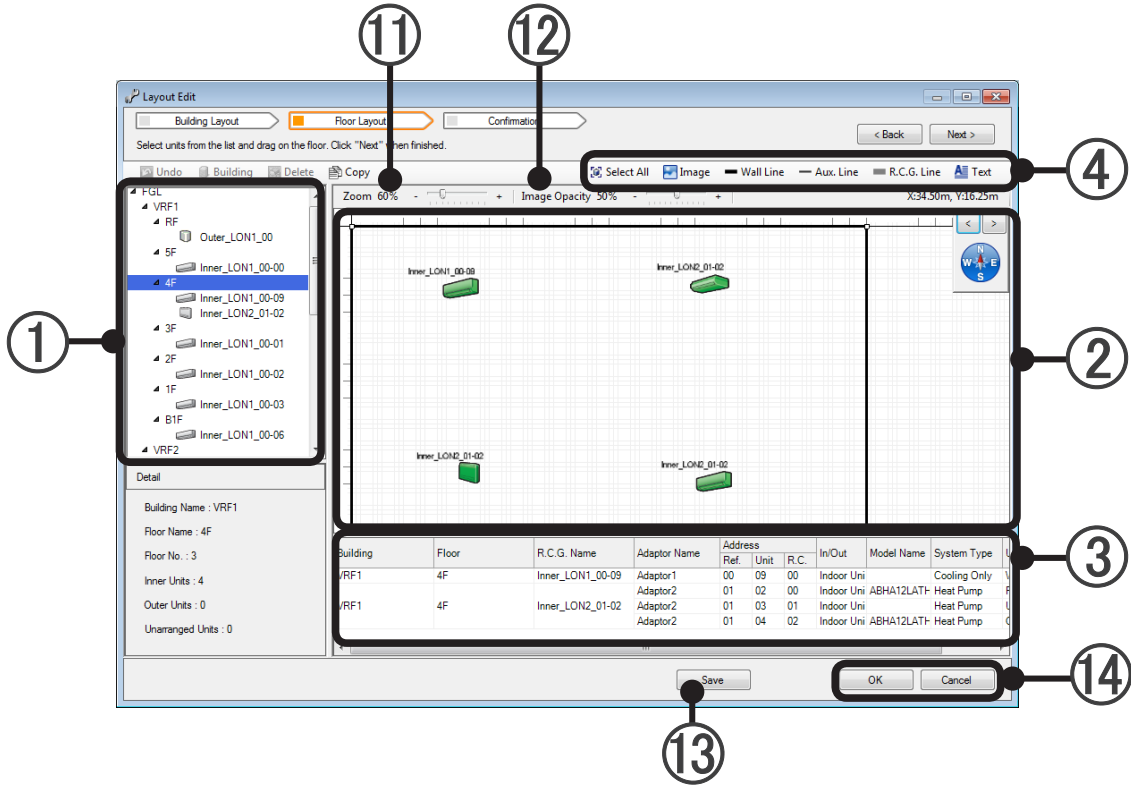 ⑪ ⑫
Layout Edit
Building Layout Floor Layout Confirmation
Select units from the list and drag on the floor. Click "Next" when finished.
< Back Next >
④
Undo Building Delete Copy Select All Image Wall Line Aux. Line R.C.G. Line Text
Zoom 60% - + Image Opacity 50% - + X:34.50m, Y:16.25m
FGL
VRF1
RF
Outer_LON1_00
5F
Inner_LON1_00-00
4F
Inner_LON1_00-09
Inner_LON2_01-02
3F
Inner_LON1_00-01
2F
Inner_LON1_00-02
1F
Inner_LON1_00-03
B1F
Inner_LON1_00-06
VRF2
①
< >
N
W E
S
Inner_LON1_00-09 Inner_LON2_01-02
②
Inner_LON2_01-02 Inner_LON2_01-02
Detail
Building Name : VRF1
Floor Name : 4F
Floor No. : 3
Inner Units : 4
Outer Units : 0
Unarranged Units : 0
Building Floor R.C.G. Name Adaptor Name Address In/Out Model Name System Type
Ref. Unit R.C.
VRF1 4F Inner_LON1_00-09 Adaptor1 00 09 00 Indoor Uni Cooling Only
Adaptor2 01 02 00 Indoor Uni ABHA12LATH Heat Pump
VRF1 4F Inner_LON2_01-02 Adaptor2 01 03 01 Indoor Uni Heat Pump
Adaptor2 01 04 02 Indoor Uni ABHA12LATH Heat Pump
③
Save OK Cancel
⑭
⑬